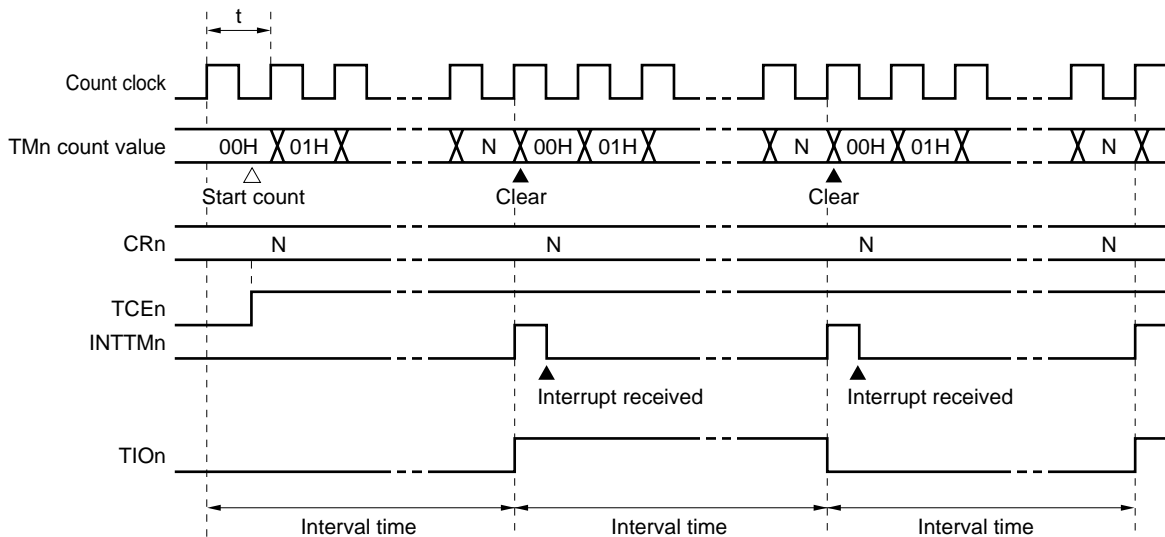 t
Count clock
TMn count value 00H 01H N 00H 01H N 00H 01H N
Start count Clear Clear
CRn N N N N
TCEn
INTTMn
Interrupt received Interrupt received
TIOn
Interval time Interval time Interval time